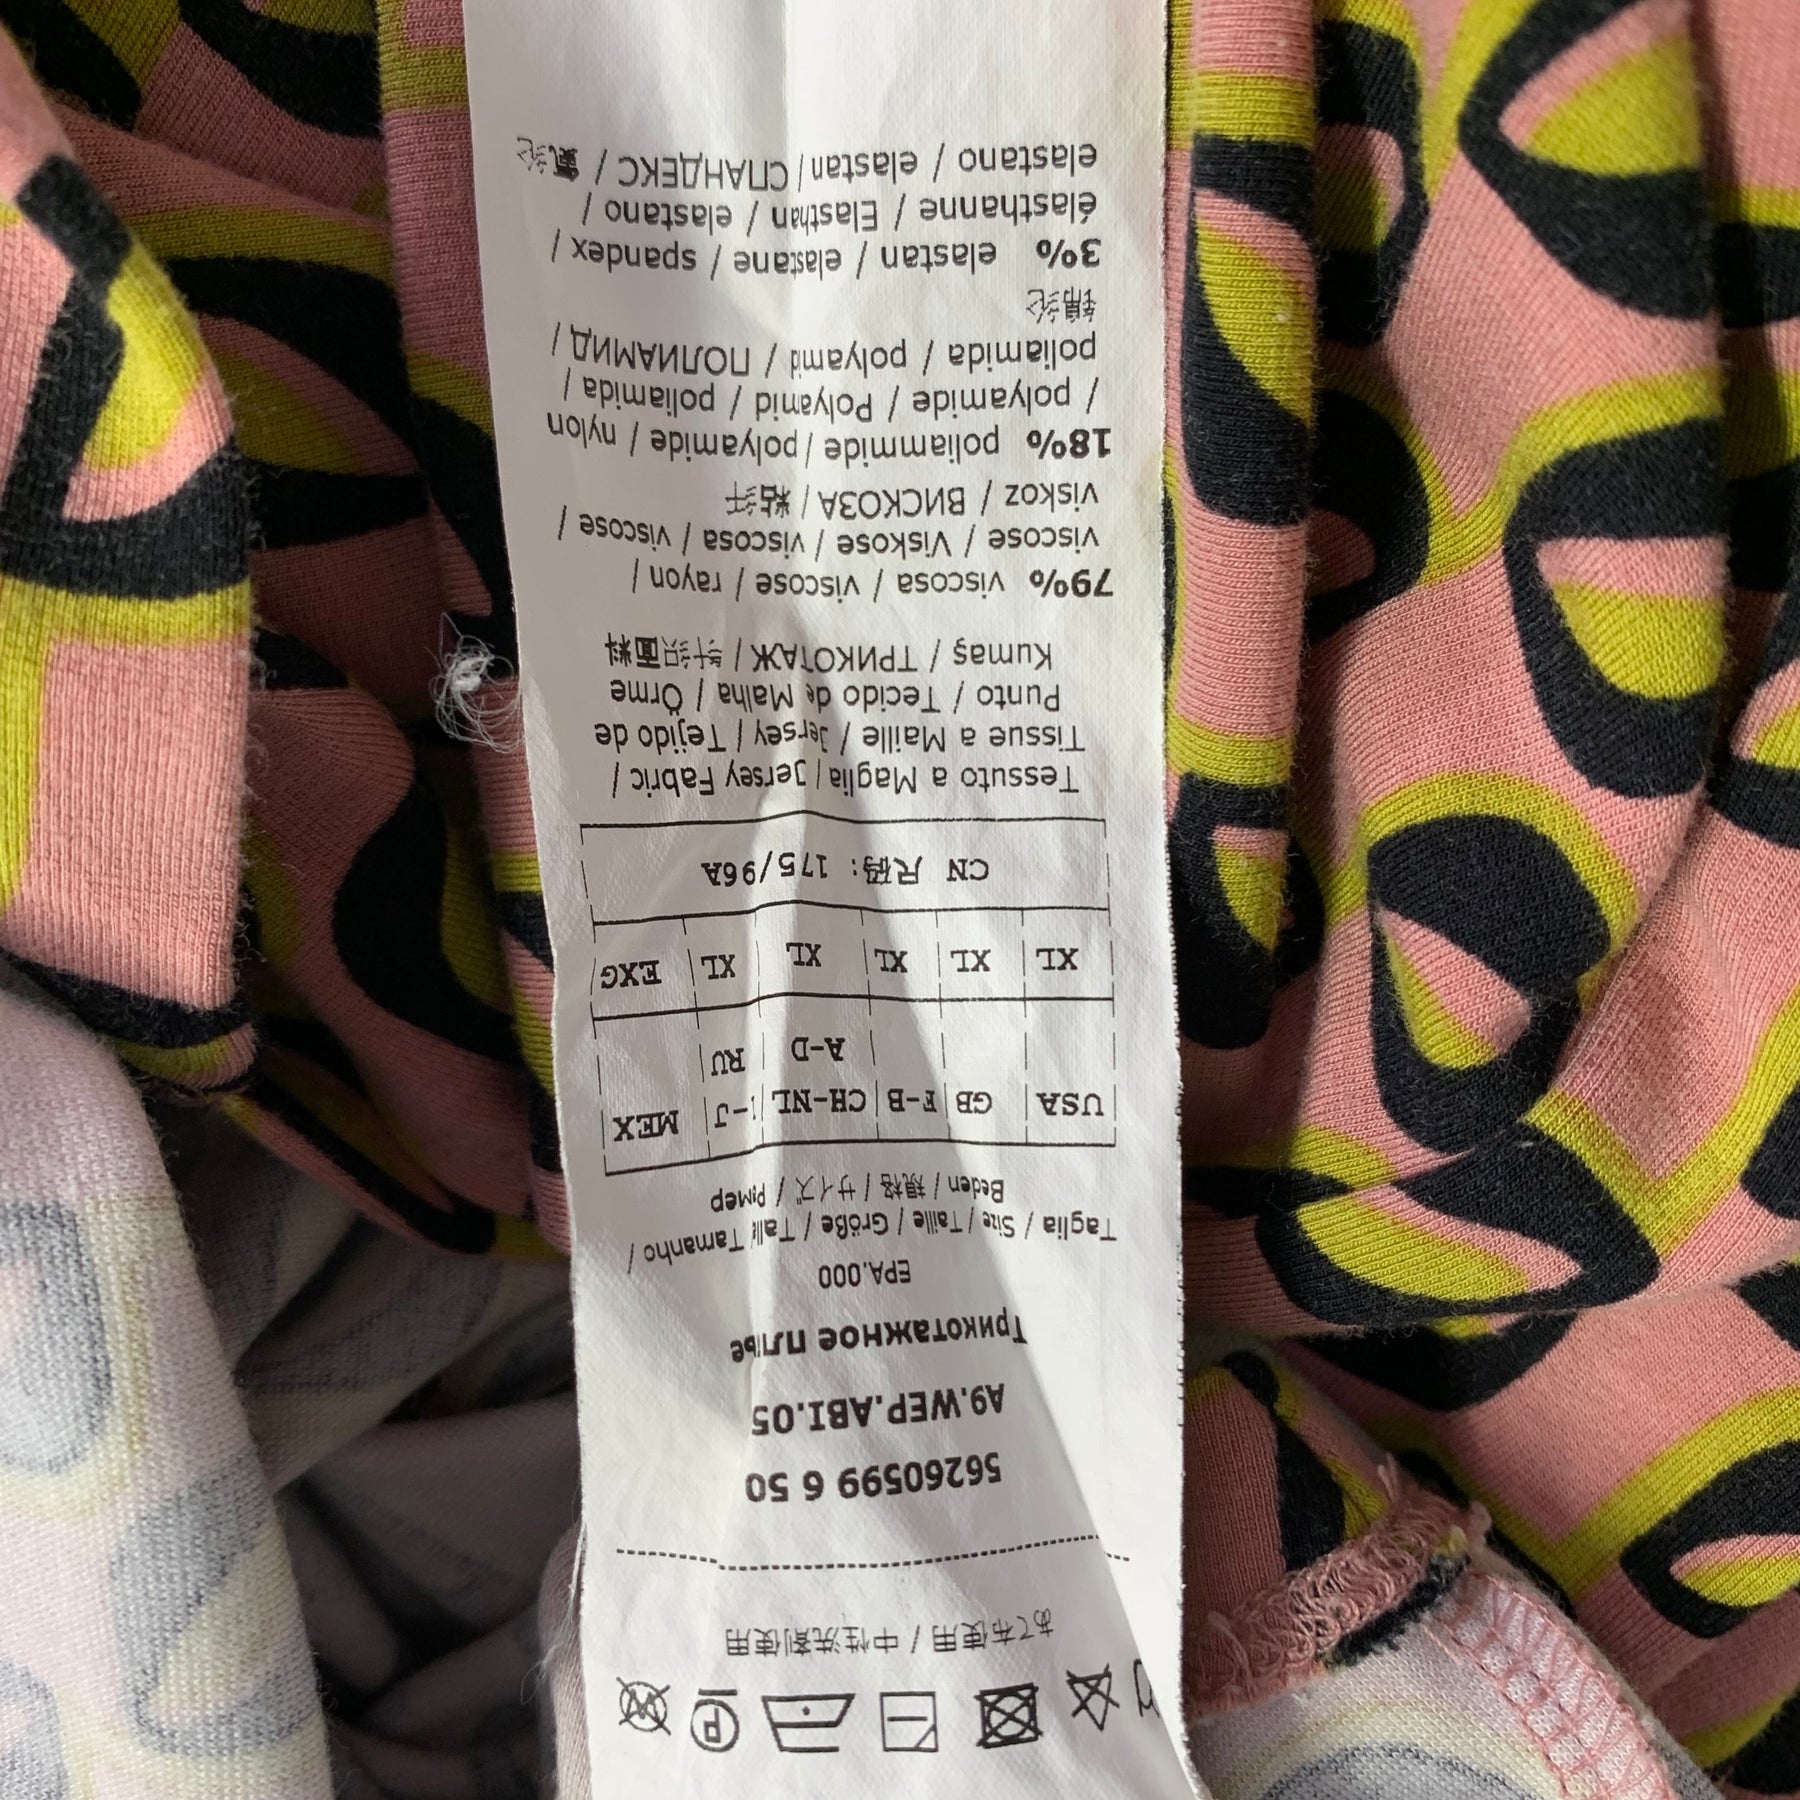 あて布使用 / 中性洗剤使用
56260599 6 50
A9.WEP.ABI.05
Трикотажное
EPA.000
Taglia / Size / Taille / Größe / Talla Tamanho /
Beden / 規格 / サイズ /
USA GB F-B CH-NL I-J MEX
A-D RU
XL XL XL XL XL EXG
CN 尺码: 175/96A
Tessuto a Maglia / Jersey Fabric /
Tissue a Maille / Jersey / Tejido de
Punto / Tecido de Malha / Örme
Kumaş / ТРИКОТАЖ / 针织面料
79% viscosa / viscose / rayon /
viscose / Viskose / viscosa / viscose /
viskoz / ВИСКОЗА / 粘纤
18% poliammide / polyamide / nylon
/ polyamide / Polyamid / poliamida /
poliamida / polyamid / ПОЛИАМИД /
锦纶
3% elastan / elastane / spandex /
élasthanne / Elasthan / elastano /
elastano / elastan / СПАНДЕКС / 氨纶